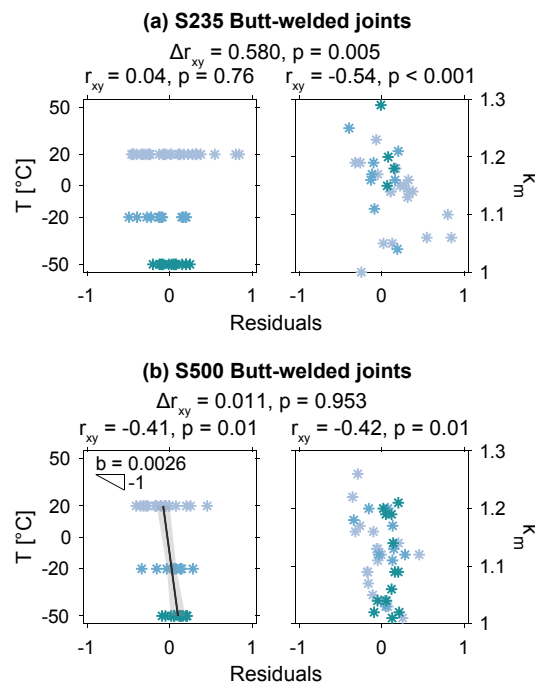 (a) S235 Butt-welded joints
Δr_xy = 0.580, p = 0.005
r_xy = 0.04, p = 0.76
r_xy = -0.54, p < 0.001
T [°C]
50
20
0
-20
-50
-1 0 1
-1 0 1
1.3
1.2
1.1
1
k_m
Residuals
Residuals
(b) S500 Butt-welded joints
Δr_xy = 0.011, p = 0.953
r_xy = -0.41, p = 0.01
r_xy = -0.42, p = 0.01
b = 0.0026
-1
T [°C]
50
20
0
-20
-50
-1 0 1
-1 0 1
1.3
1.2
1.1
1
k_m
Residuals
Residuals